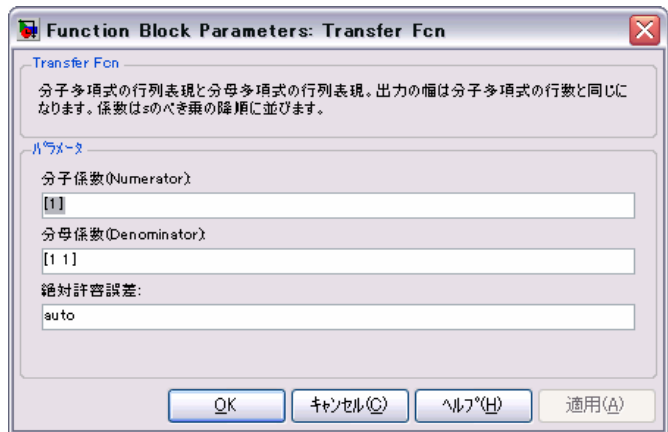 Function Block Parameters: Transfer Fcn
Transfer Fcn
分子多項式の行列表現と分母多項式の行列表現。出力の幅は分子多項式の行数と同じに
なります。係数はsのべき乗の降順に並びます。
パラメータ
分子係数(Numerator):
[1]
分母係数(Denominator):
[1 1]
絶対許容誤差:
auto
OK
キャンセル(C)
ヘルプ(H)
適用(A)